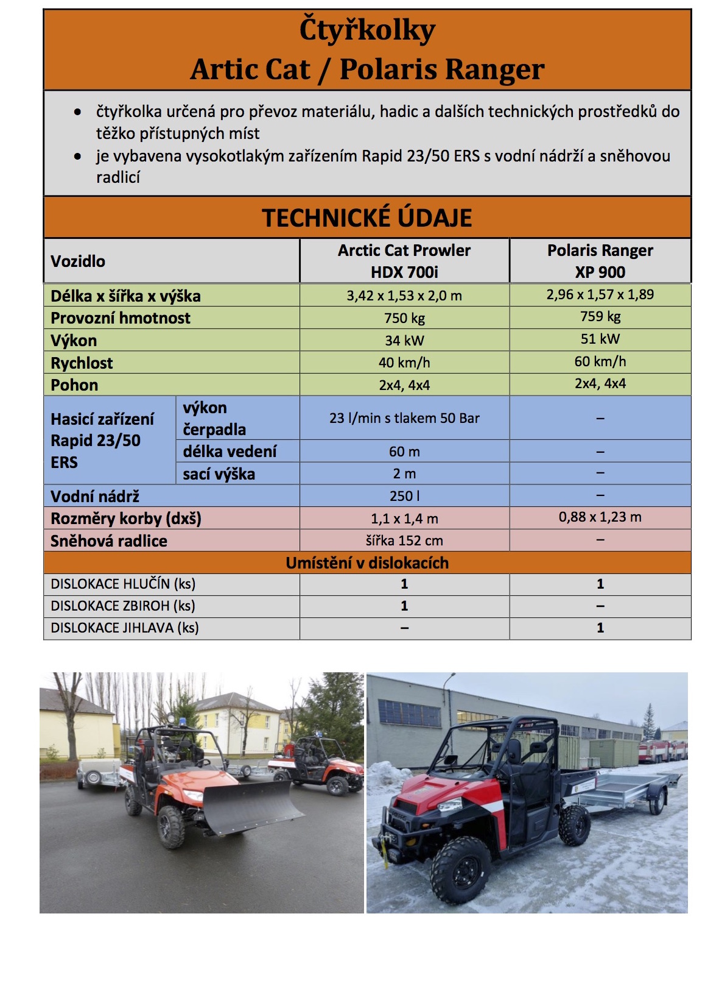 Čtyřkolky
Artic Cat / Polaris Ranger
• čtyřkolka určená pro převoz materiálu, hadic a dalších technických prostředků do
těžko přístupných míst
• je vybavena vysokotlakým zařízením Rapid 23/50 ERS s vodní nádrží a sněhovou
radlicí
TECHNICKÉ ÚDAJE
Vozidlo
Arctic Cat Prowler
HDX 700i
Polaris Ranger
XP 900
Délka x šířka x výška 3,42 x 1,53 x 2,0 m 2,96 x 1,57 x 1,89
Provozní hmotnost 750 kg 759 kg
Výkon 34 kW 51 kW
Rychlost 40 km/h 60 km/h
Pohon 2x4, 4x4 2x4, 4x4
Hasicí zařízení
Rapid 23/50
ERS
výkon
čerpadla
23 l/min s tlakem 50 Bar –
délka vedení 60 m –
sací výška 2 m –
Vodní nádrž 250 l –
Rozměry korby (dxš) 1,1 x 1,4 m 0,88 x 1,23 m
Sněhová radlice šířka 152 cm –
Umístění v dislokacích
DISLOKACE HLUČÍN (ks) 1 1
DISLOKACE ZBIROH (ks) 1 –
DISLOKACE JIHLAVA (ks) – 1